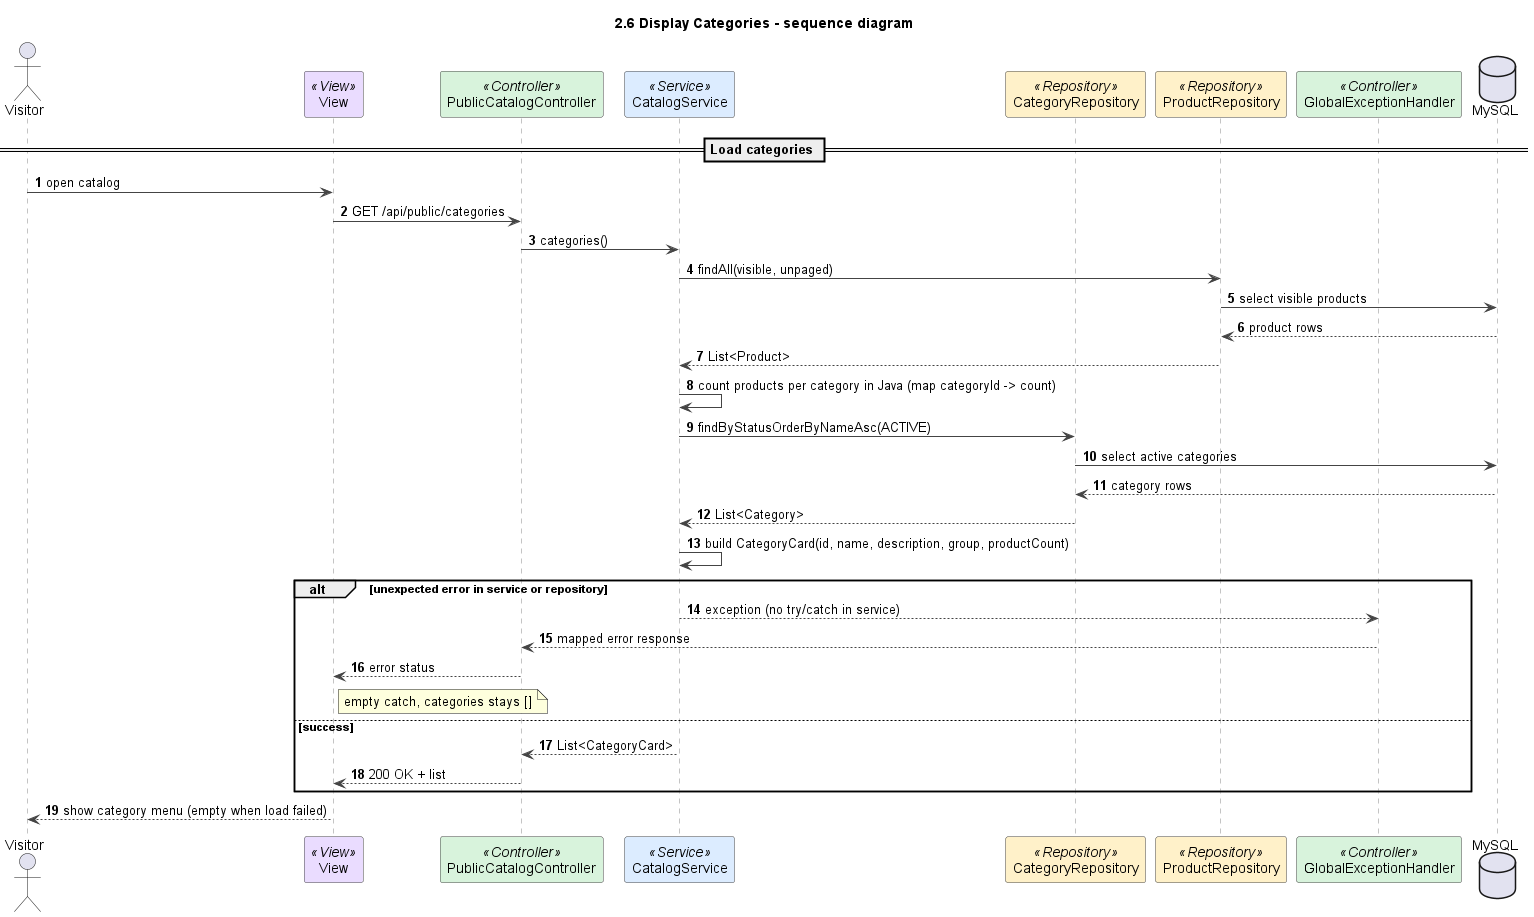 2.6 Display Categories - sequence diagram
Visitor
«View»
View
«Controller»
PublicCatalogController
«Service»
CatalogService
«Repository»
CategoryRepository
«Repository»
ProductRepository
«Controller»
GlobalExceptionHandler
MySQL
Load categories
1 open catalog
2 GET /api/public/categories
3 categories()
4 findAll(visible, unpaged)
5 select visible products
6 product rows
7 List<Product>
8 count products per category in Java (map categoryId -> count)
9 findByStatusOrderByNameAsc(ACTIVE)
10 select active categories
11 category rows
12 List<Category>
13 build CategoryCard(id, name, description, group, productCount)
alt [unexpected error in service or repository]
14 exception (no try/catch in service)
15 mapped error response
16 error status
empty catch, categories stays []
[success]
17 List<CategoryCard>
18 200 OK + list
19 show category menu (empty when load failed)
Visitor
«View»
View
«Controller»
PublicCatalogController
«Service»
CatalogService
«Repository»
CategoryRepository
«Repository»
ProductRepository
«Controller»
GlobalExceptionHandler
MySQL